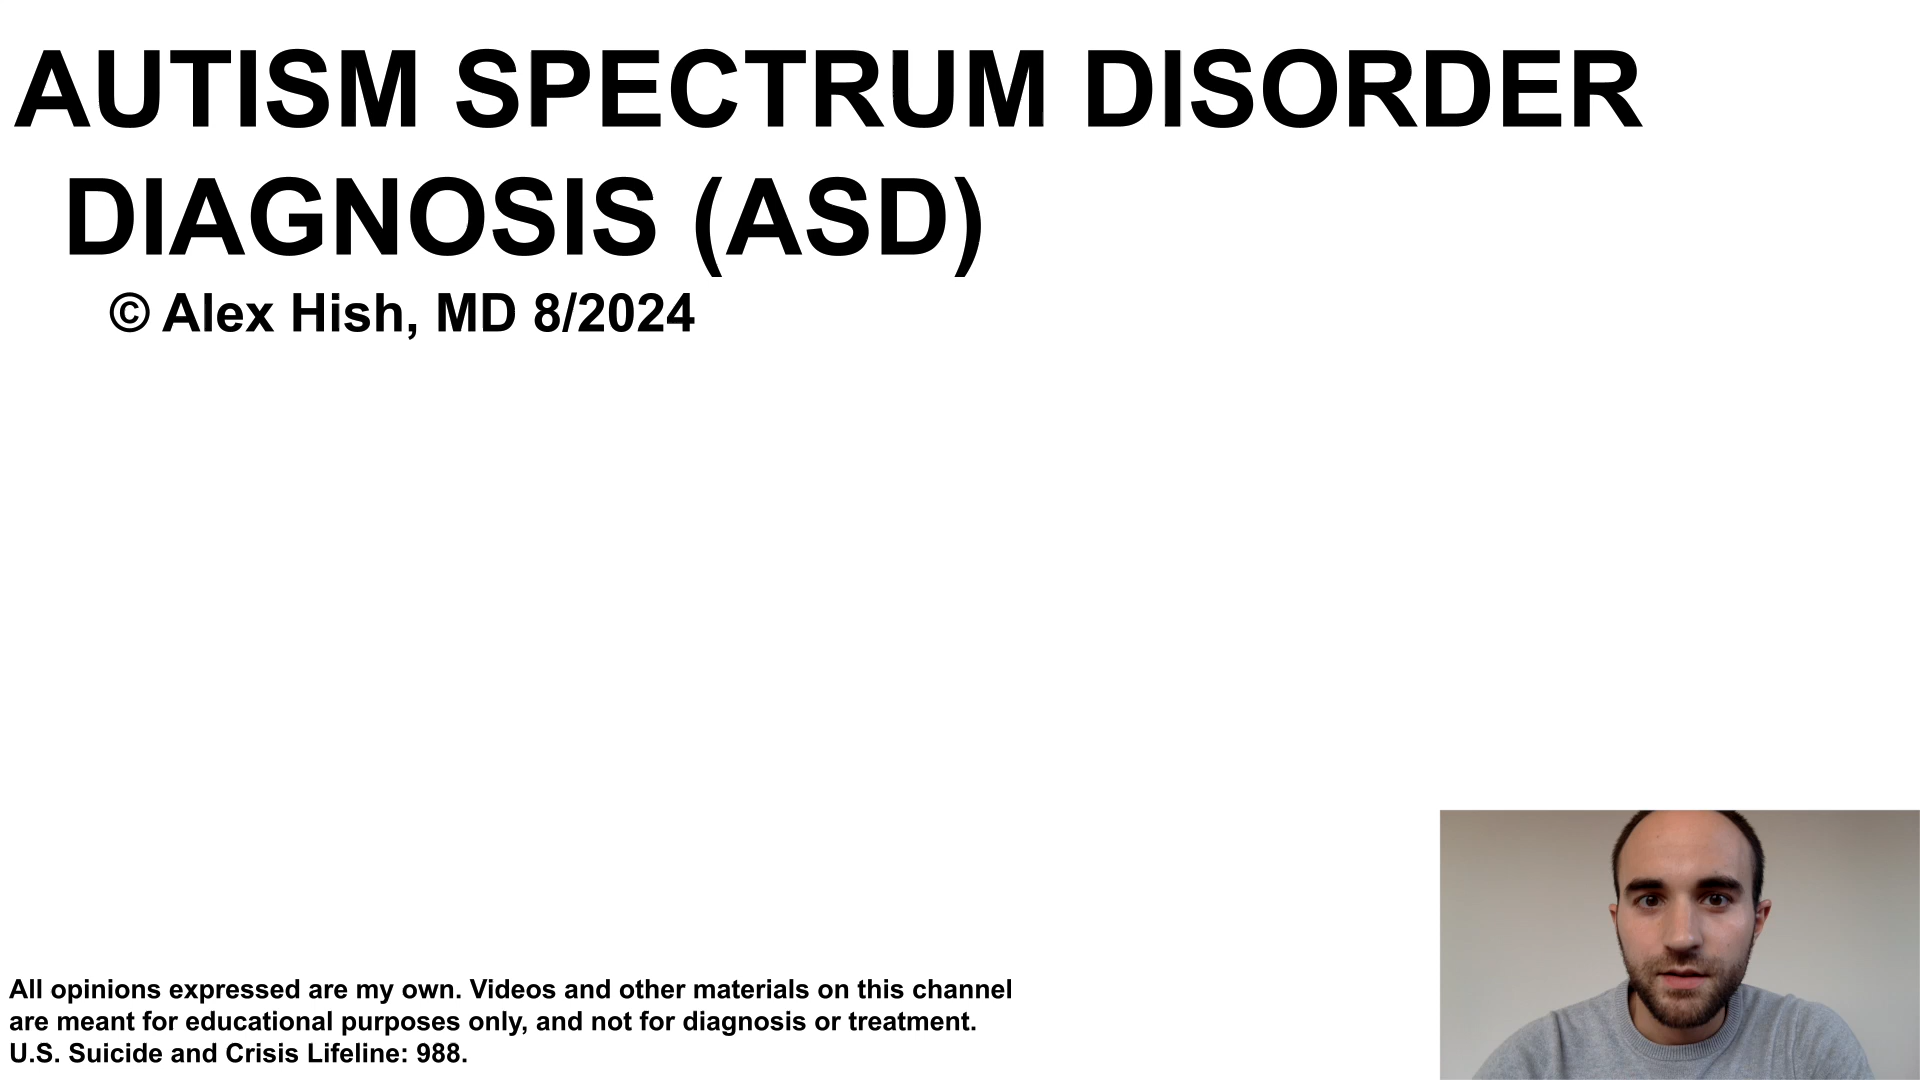 AUTISM SPECTRUM DISORDER
DIAGNOSIS (ASD)
© Alex Hish, MD 8/2024
All opinions expressed are my own. Videos and other materials on this channel
are meant for educational purposes only, and not for diagnosis or treatment.
U.S. Suicide and Crisis Lifeline: 988.